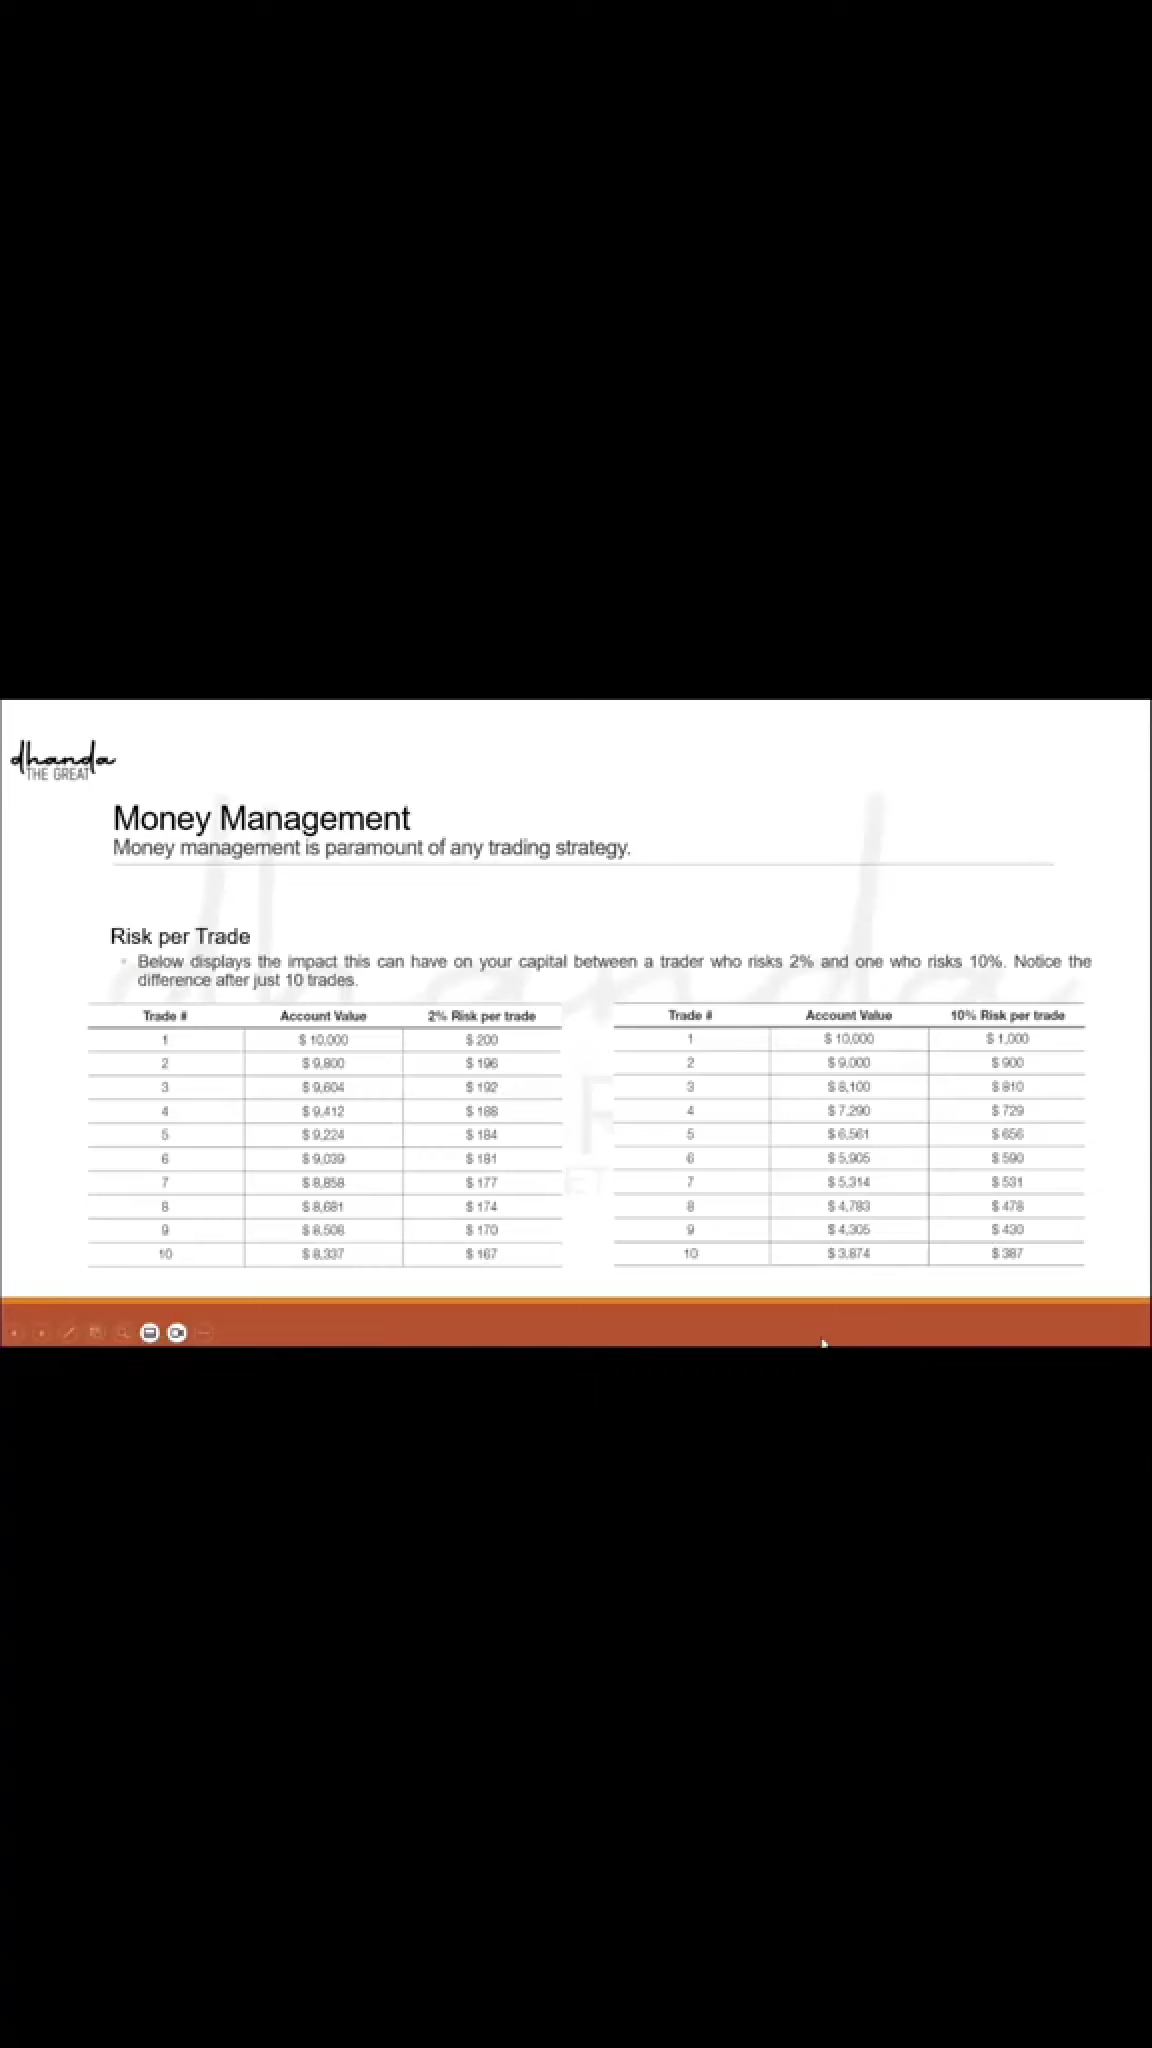 dhanda
THE GREAT
Money Management
Money management is paramount of any trading strategy.
Risk per Trade
Below displays the impact this can have on your capital between a trader who risks 2% and one who risks 10%. Notice the
difference after just 10 trades.
Trade # Account Value 2% Risk per trade
1 $ 10,000 $ 200
2 $ 9,800 $ 196
3 $ 9,604 $ 192
4 $ 9,412 $ 188
5 $ 9,224 $ 184
6 $ 9,039 $ 181
7 $ 8,858 $ 177
8 $ 8,681 $ 174
9 $ 8,508 $ 170
10 $ 8,337 $ 167
Trade # Account Value 10% Risk per trade
1 $ 10,000 $ 1,000
2 $ 9,000 $ 900
3 $ 8,100 $ 810
4 $ 7,290 $ 729
5 $ 6,561 $ 656
6 $ 5,905 $ 590
7 $ 5,314 $ 531
8 $ 4,783 $ 478
9 $ 4,305 $ 430
10 $ 3,874 $ 387